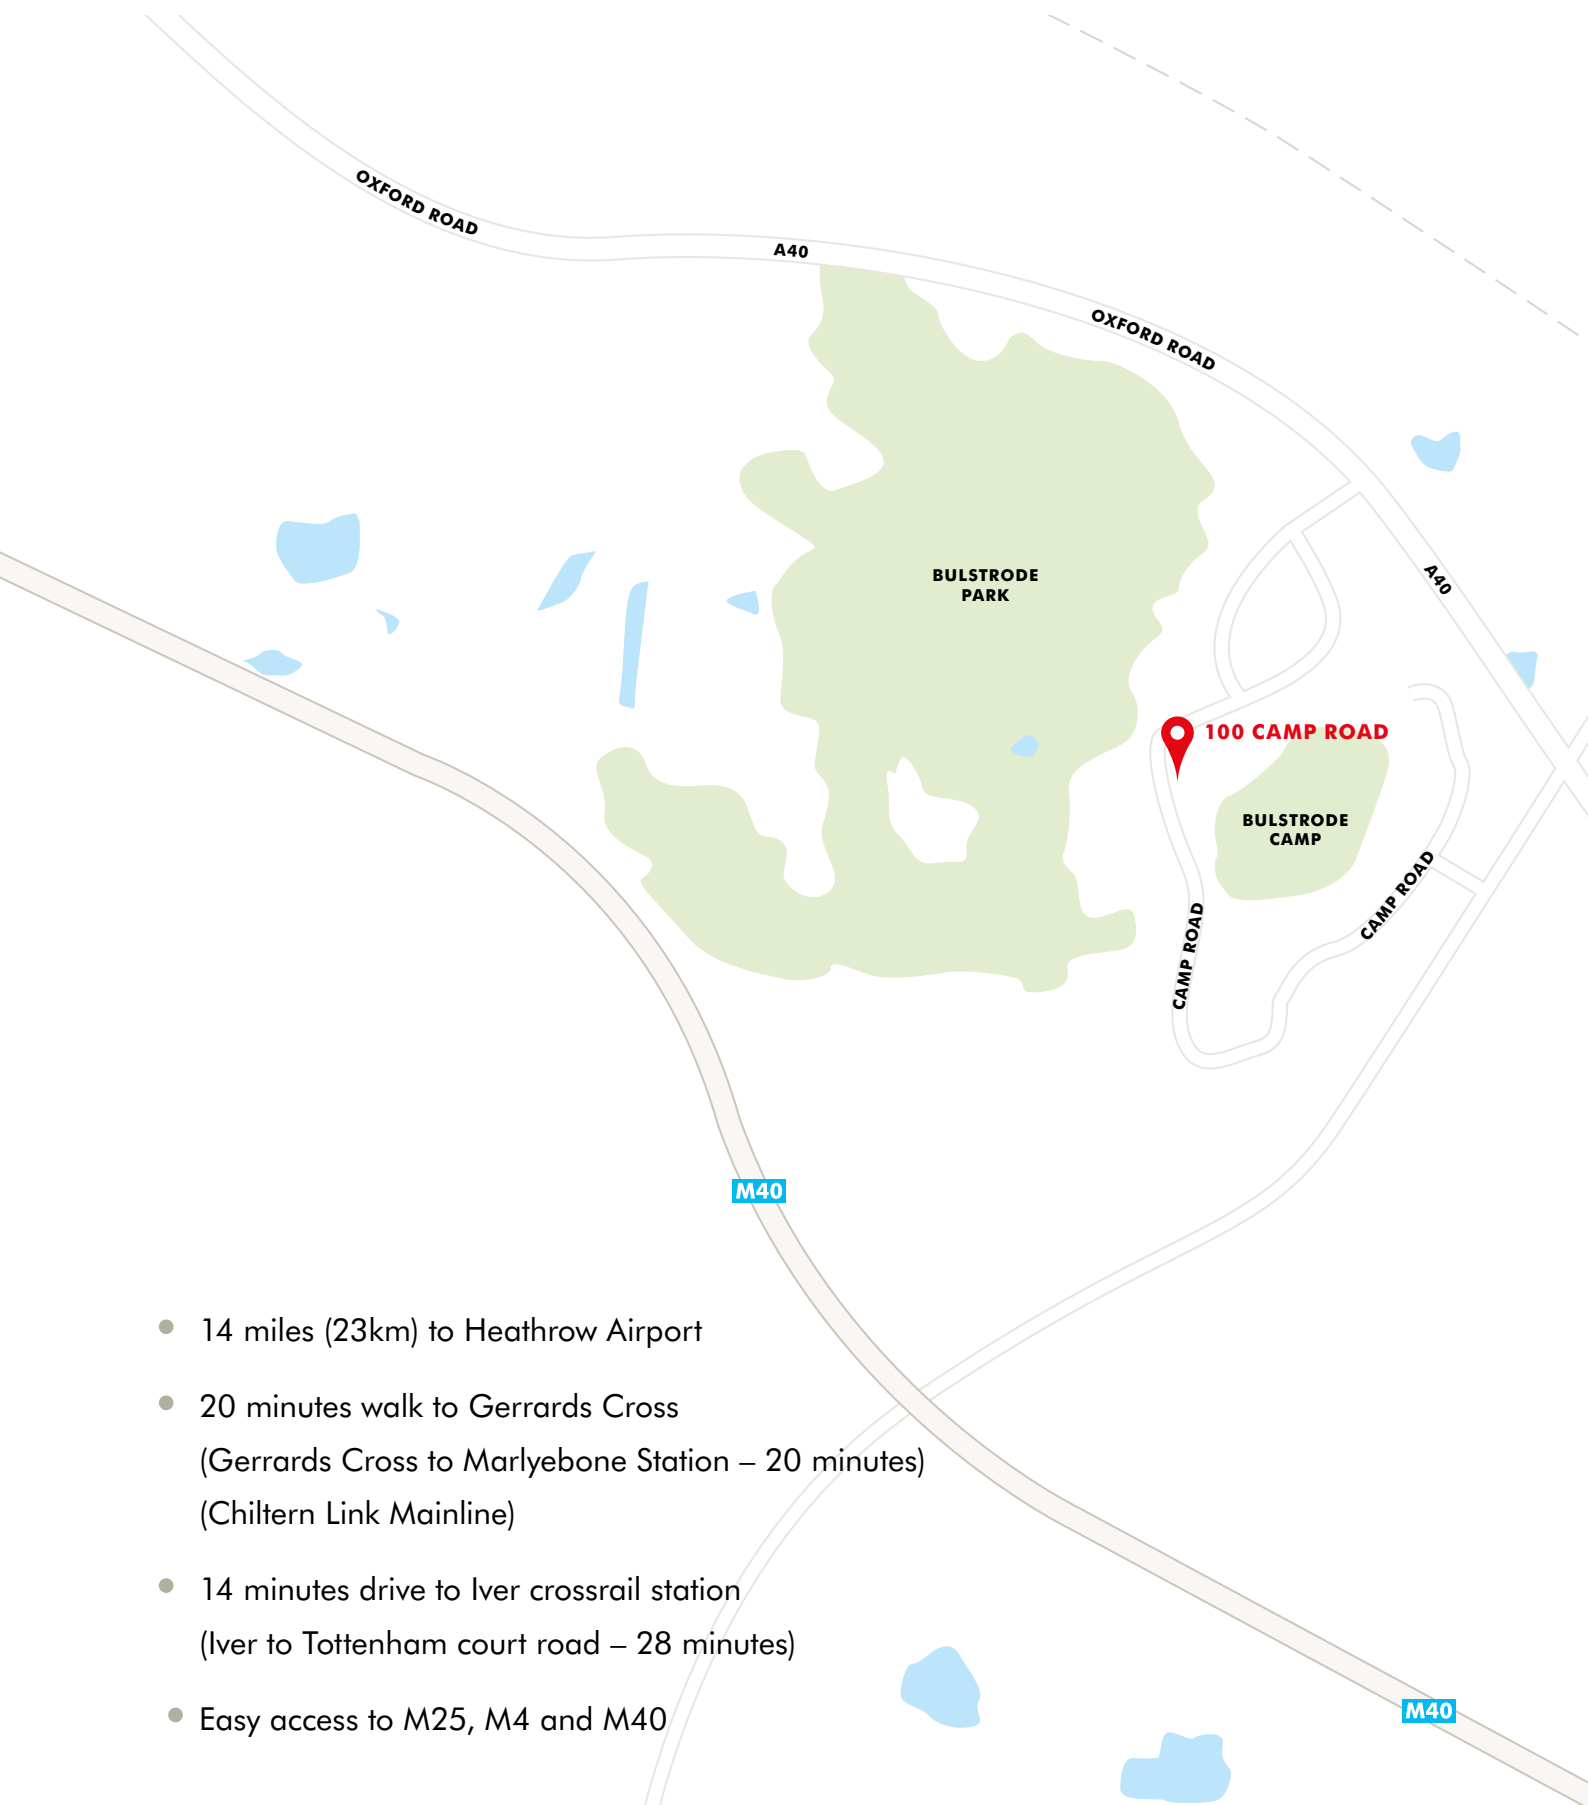 OXFORD ROAD
A40
OXFORD ROAD
A40
BULSTRODE
PARK
100 CAMP ROAD
BULSTRODE
CAMP
CAMP ROAD
CAMP ROAD
M40
14 miles (23km) to Heathrow Airport
20 minutes walk to Gerrards Cross
(Gerrards Cross to Marlyebone Station – 20 minutes)
(Chiltern Link Mainline)
14 minutes drive to Iver crossrail station
(Iver to Tottenham court road – 28 minutes)
Easy access to M25, M4 and M40
M40